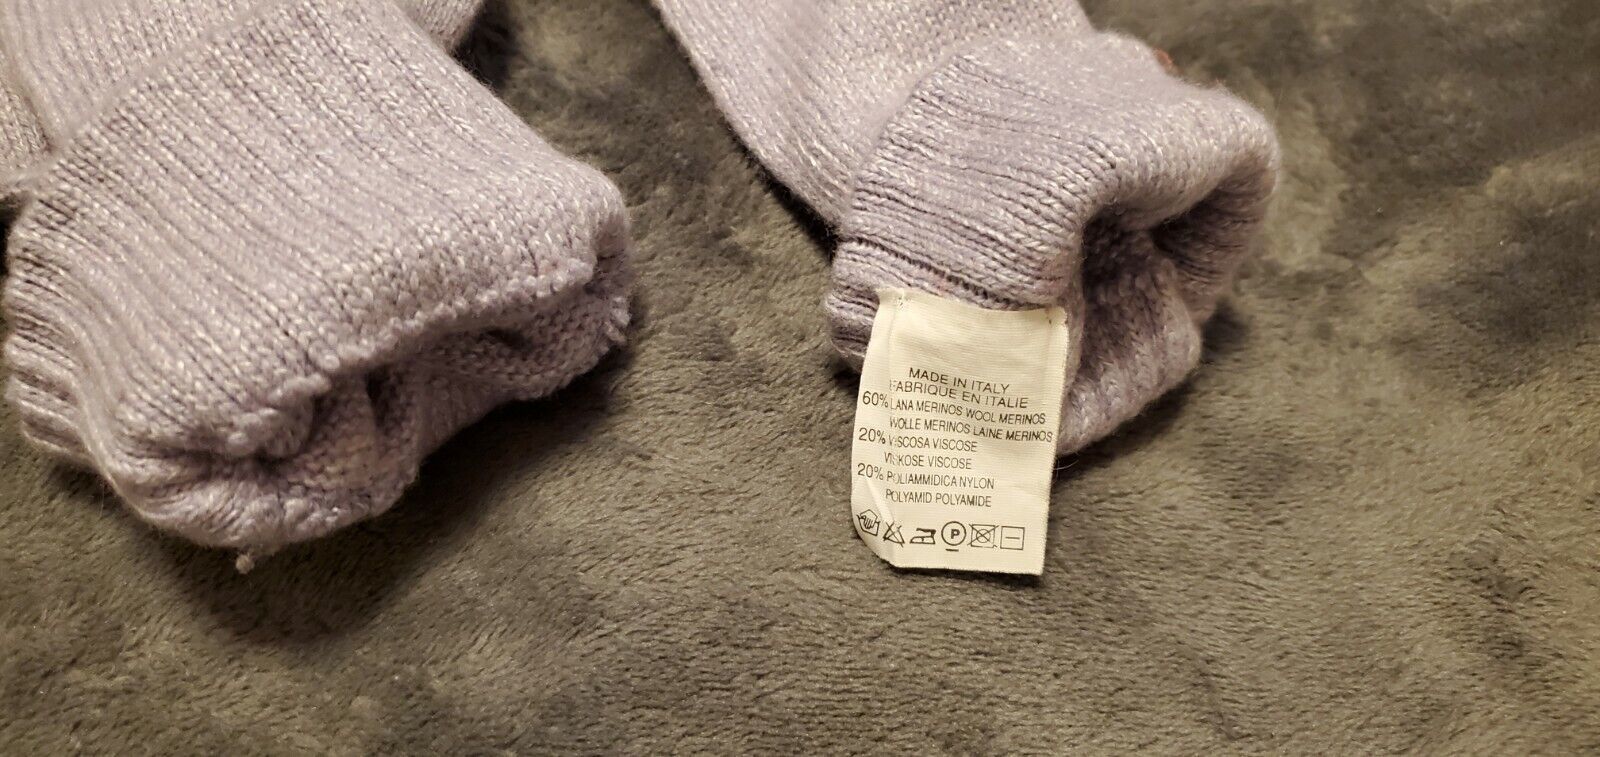 MADE IN ITALY
FABRIQUE EN ITALIE
60% LANA MERINOS WOOL MERINOS
WOLLE MERINOS LAINE MERINOS
20% VISCOSA VISCOSE
VISKOSE VISCOSE
20% POLIAMMIDICA NYLON
POLYAMID POLYAMIDE
P